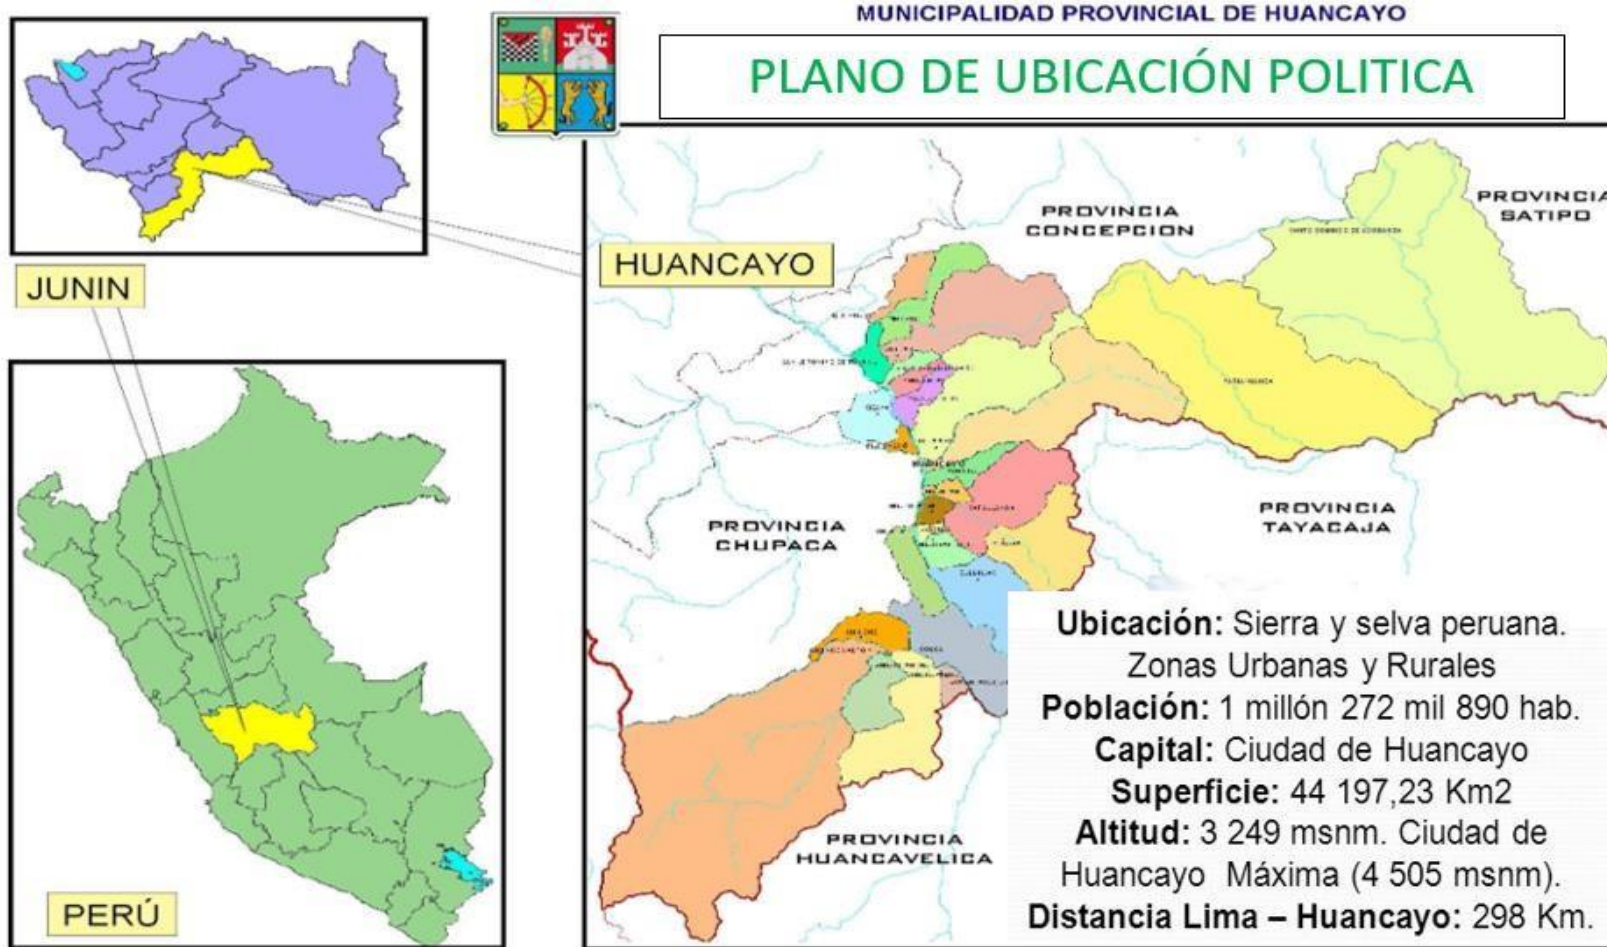 MUNICIPALIDAD PROVINCIAL DE HUANCAYO
PLANO DE UBICACIÓN POLITICA
JUNIN
PERÚ
HUANCAYO
PROVINCIA
CONCEPCION
PROVINCIA
SATIPO
PROVINCIA
CHUPACA
PROVINCIA
TAYACAJA
PROVINCIA
HUANCAVELICA
Ubicación: Sierra y selva peruana.
Zonas Urbanas y Rurales
Población: 1 millón 272 mil 890 hab.
Capital: Ciudad de Huancayo
Superficie: 44 197,23 Km2
Altitud: 3 249 msnm. Ciudad de
Huancayo Máxima (4 505 msnm).
Distancia Lima – Huancayo: 298 Km.